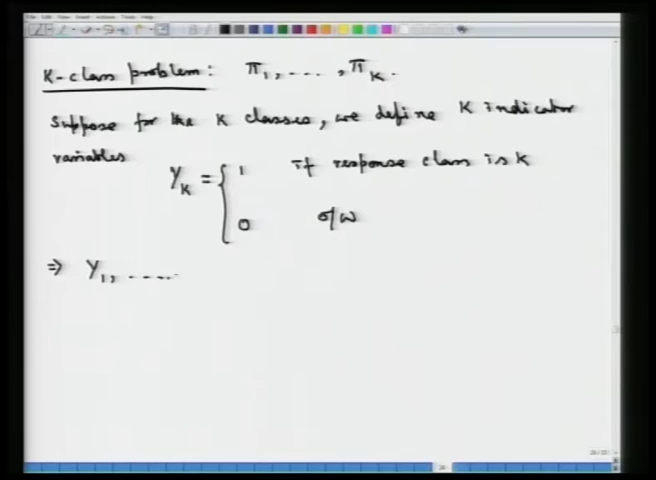 K-class problem: π₁, ...., πₖ.
Suppose for the K classes, we define K indicator
variables
Yₖ = { 1 if response class is k
0 o/w
⇒ Y₁, .....